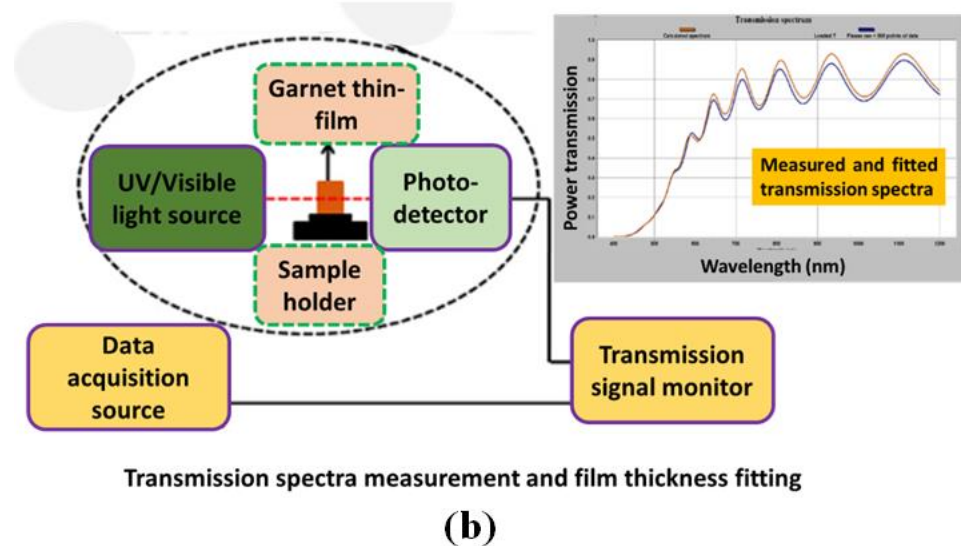 Transmission spectrum
Loaded T
Power transmission
Measured and fitted
transmission spectra
Wavelength (nm)
Garnet thin-
film
UV/Visible
light source
Photo-
detector
Sample
holder
Data
acquisition
source
Transmission
signal monitor
Transmission spectra measurement and film thickness fitting
(b)